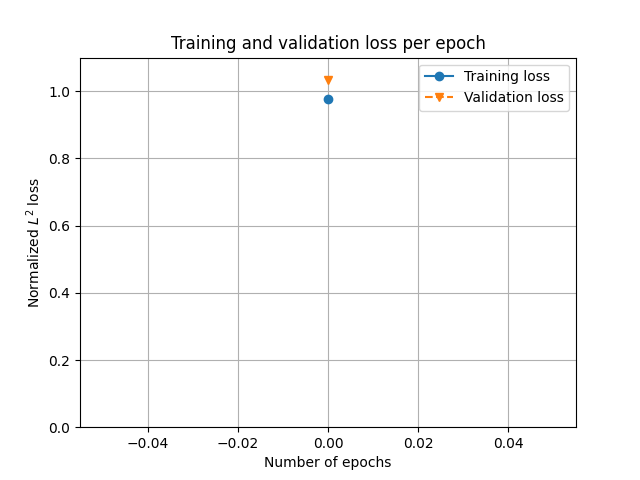 Training and validation loss per epoch
Training loss
Validation loss
Normalized L² loss
1.0
0.8
0.6
0.4
0.2
0.0
−0.04 −0.02 0.00 0.02 0.04
Number of epochs